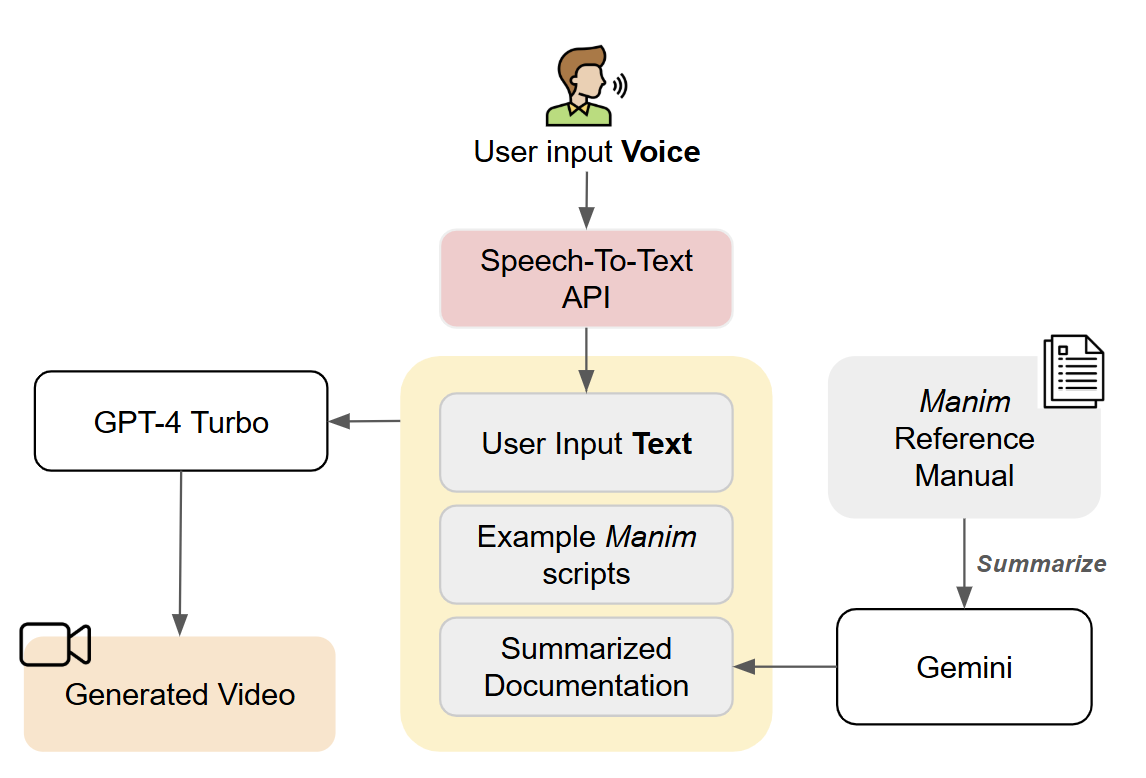 User input Voice
Speech-To-Text
API
GPT-4 Turbo
User Input Text
Example Manim
scripts
Summarized
Documentation
Manim
Reference
Manual
Summarize
Gemini
Generated Video